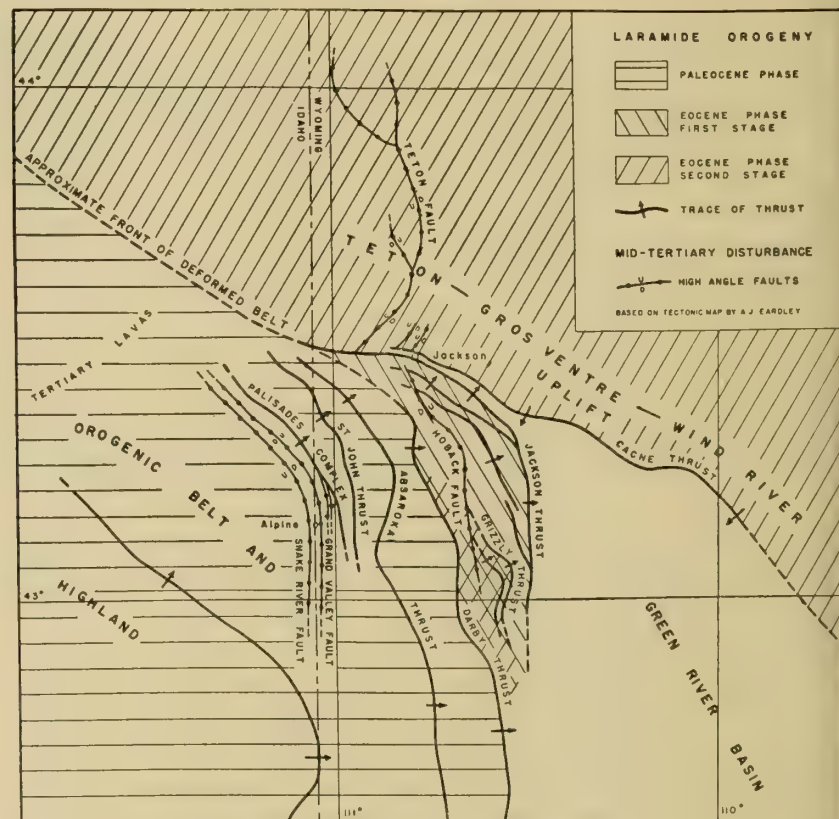 LARAMIDE OROGENY
PALEOCENE PHASE
EOCENE PHASE
FIRST STAGE
EOCENE PHASE
SECOND STAGE
TRACE OF THRUST
MID-TERTIARY DISTURBANCE
U
D
HIGH ANGLE FAULTS
BASED ON TECTONIC MAP BY A J EARDLEY
44°
WYOMING
IDAHO
APPROXIMATE FRONT OF DEFORMED BELT
TETON FAULT
TETON — GROS VENTRE — WIND RIVER
UPLIFT
Jackson
TERTIARY LAVAS
PALISADES COMPLEX
ST JOHN THRUST
ABSAROKA
THRUST
HOBACK FAULT
GRIZZLY THRUST
JACKSON THRUST
CACHE THRUST
OROGENIC BELT AND
HIGHLAND
Alpine
SNAKE RIVER FAULT
GRAND VALLEY FAULT
43°
DARBY THRUST
GREEN RIVER BASIN
111°
110°